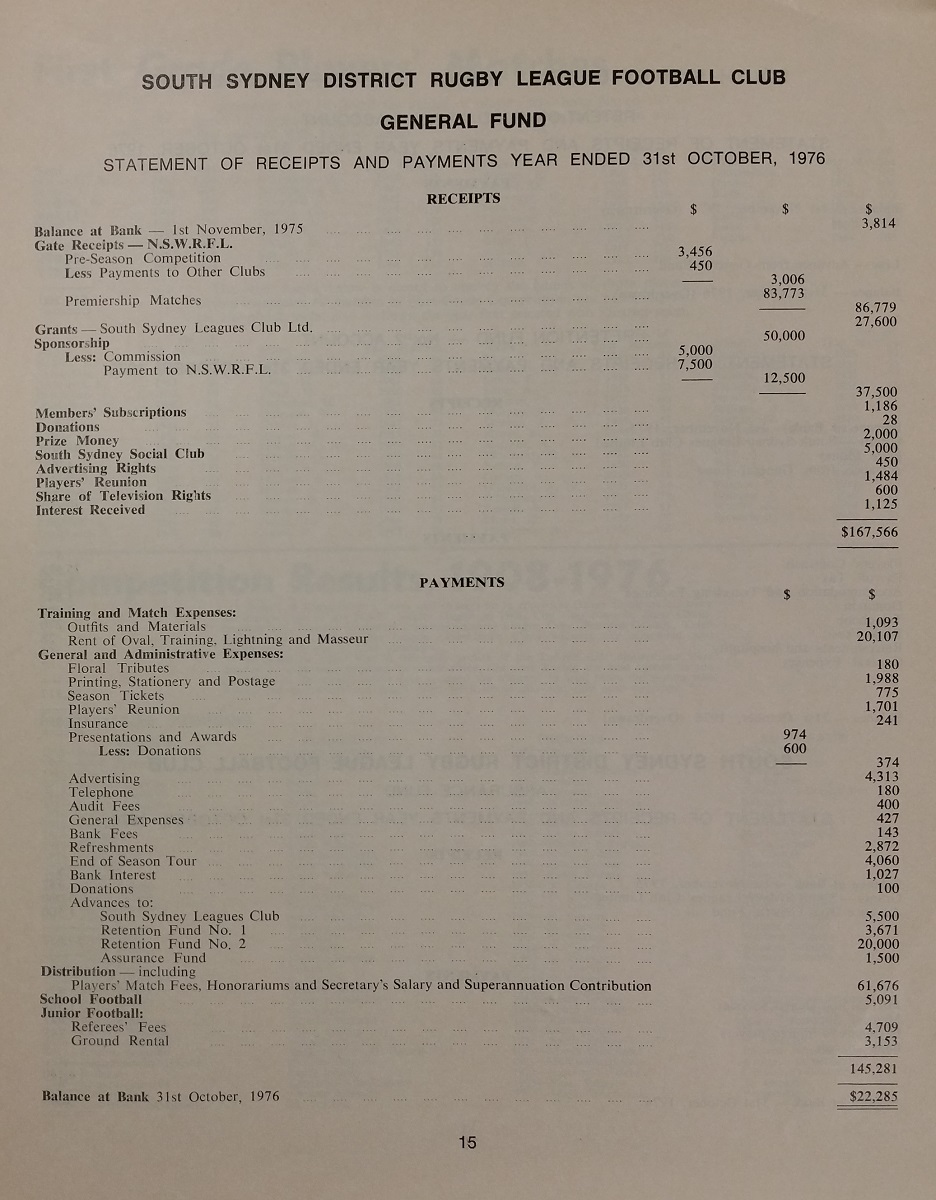 SOUTH SYDNEY DISTRICT RUGBY LEAGUE FOOTBALL CLUB
GENERAL FUND
STATEMENT OF RECEIPTS AND PAYMENTS YEAR ENDED 31st OCTOBER, 1976
RECEIPTS
$ $ $
Balance at Bank — 1st November, 1975 3,814
Gate Receipts — N.S.W.R.F.L.
Pre-Season Competition 3,456
Less Payments to Other Clubs 450
3,006
Premiership Matches 83,773
86,779
Grants — South Sydney Leagues Club Ltd. 27,600
Sponsorship 50,000
Less: Commission 5,000
Payment to N.S.W.R.F.L. 7,500
12,500
37,500
Members' Subscriptions 1,186
Donations 28
Prize Money 2,000
South Sydney Social Club 5,000
Advertising Rights 450
Players' Reunion 1,484
Share of Television Rights 600
Interest Received 1,125
$167,566
PAYMENTS
$ $
Training and Match Expenses:
Outfits and Materials 1,093
Rent of Oval, Training, Lightning and Masseur 20,107
General and Administrative Expenses:
Floral Tributes 180
Printing, Stationery and Postage 1,988
Season Tickets 775
Players' Reunion 1,701
Insurance 241
Presentations and Awards 974
Less: Donations 600
374
Advertising 4,313
Telephone 180
Audit Fees 400
General Expenses 427
Bank Fees 143
Refreshments 2,872
End of Season Tour 4,060
Bank Interest 1,027
Donations 100
Advances to:
South Sydney Leagues Club 5,500
Retention Fund No. 1 3,671
Retention Fund No. 2 20,000
Assurance Fund 1,500
Distribution — including
Players' Match Fees, Honorariums and Secretary's Salary and Superannuation Contribution 61,676
School Football 5,091
Junior Football:
Referees' Fees 4,709
Ground Rental 3,153
145,281
Balance at Bank 31st October, 1976 $22,285
15